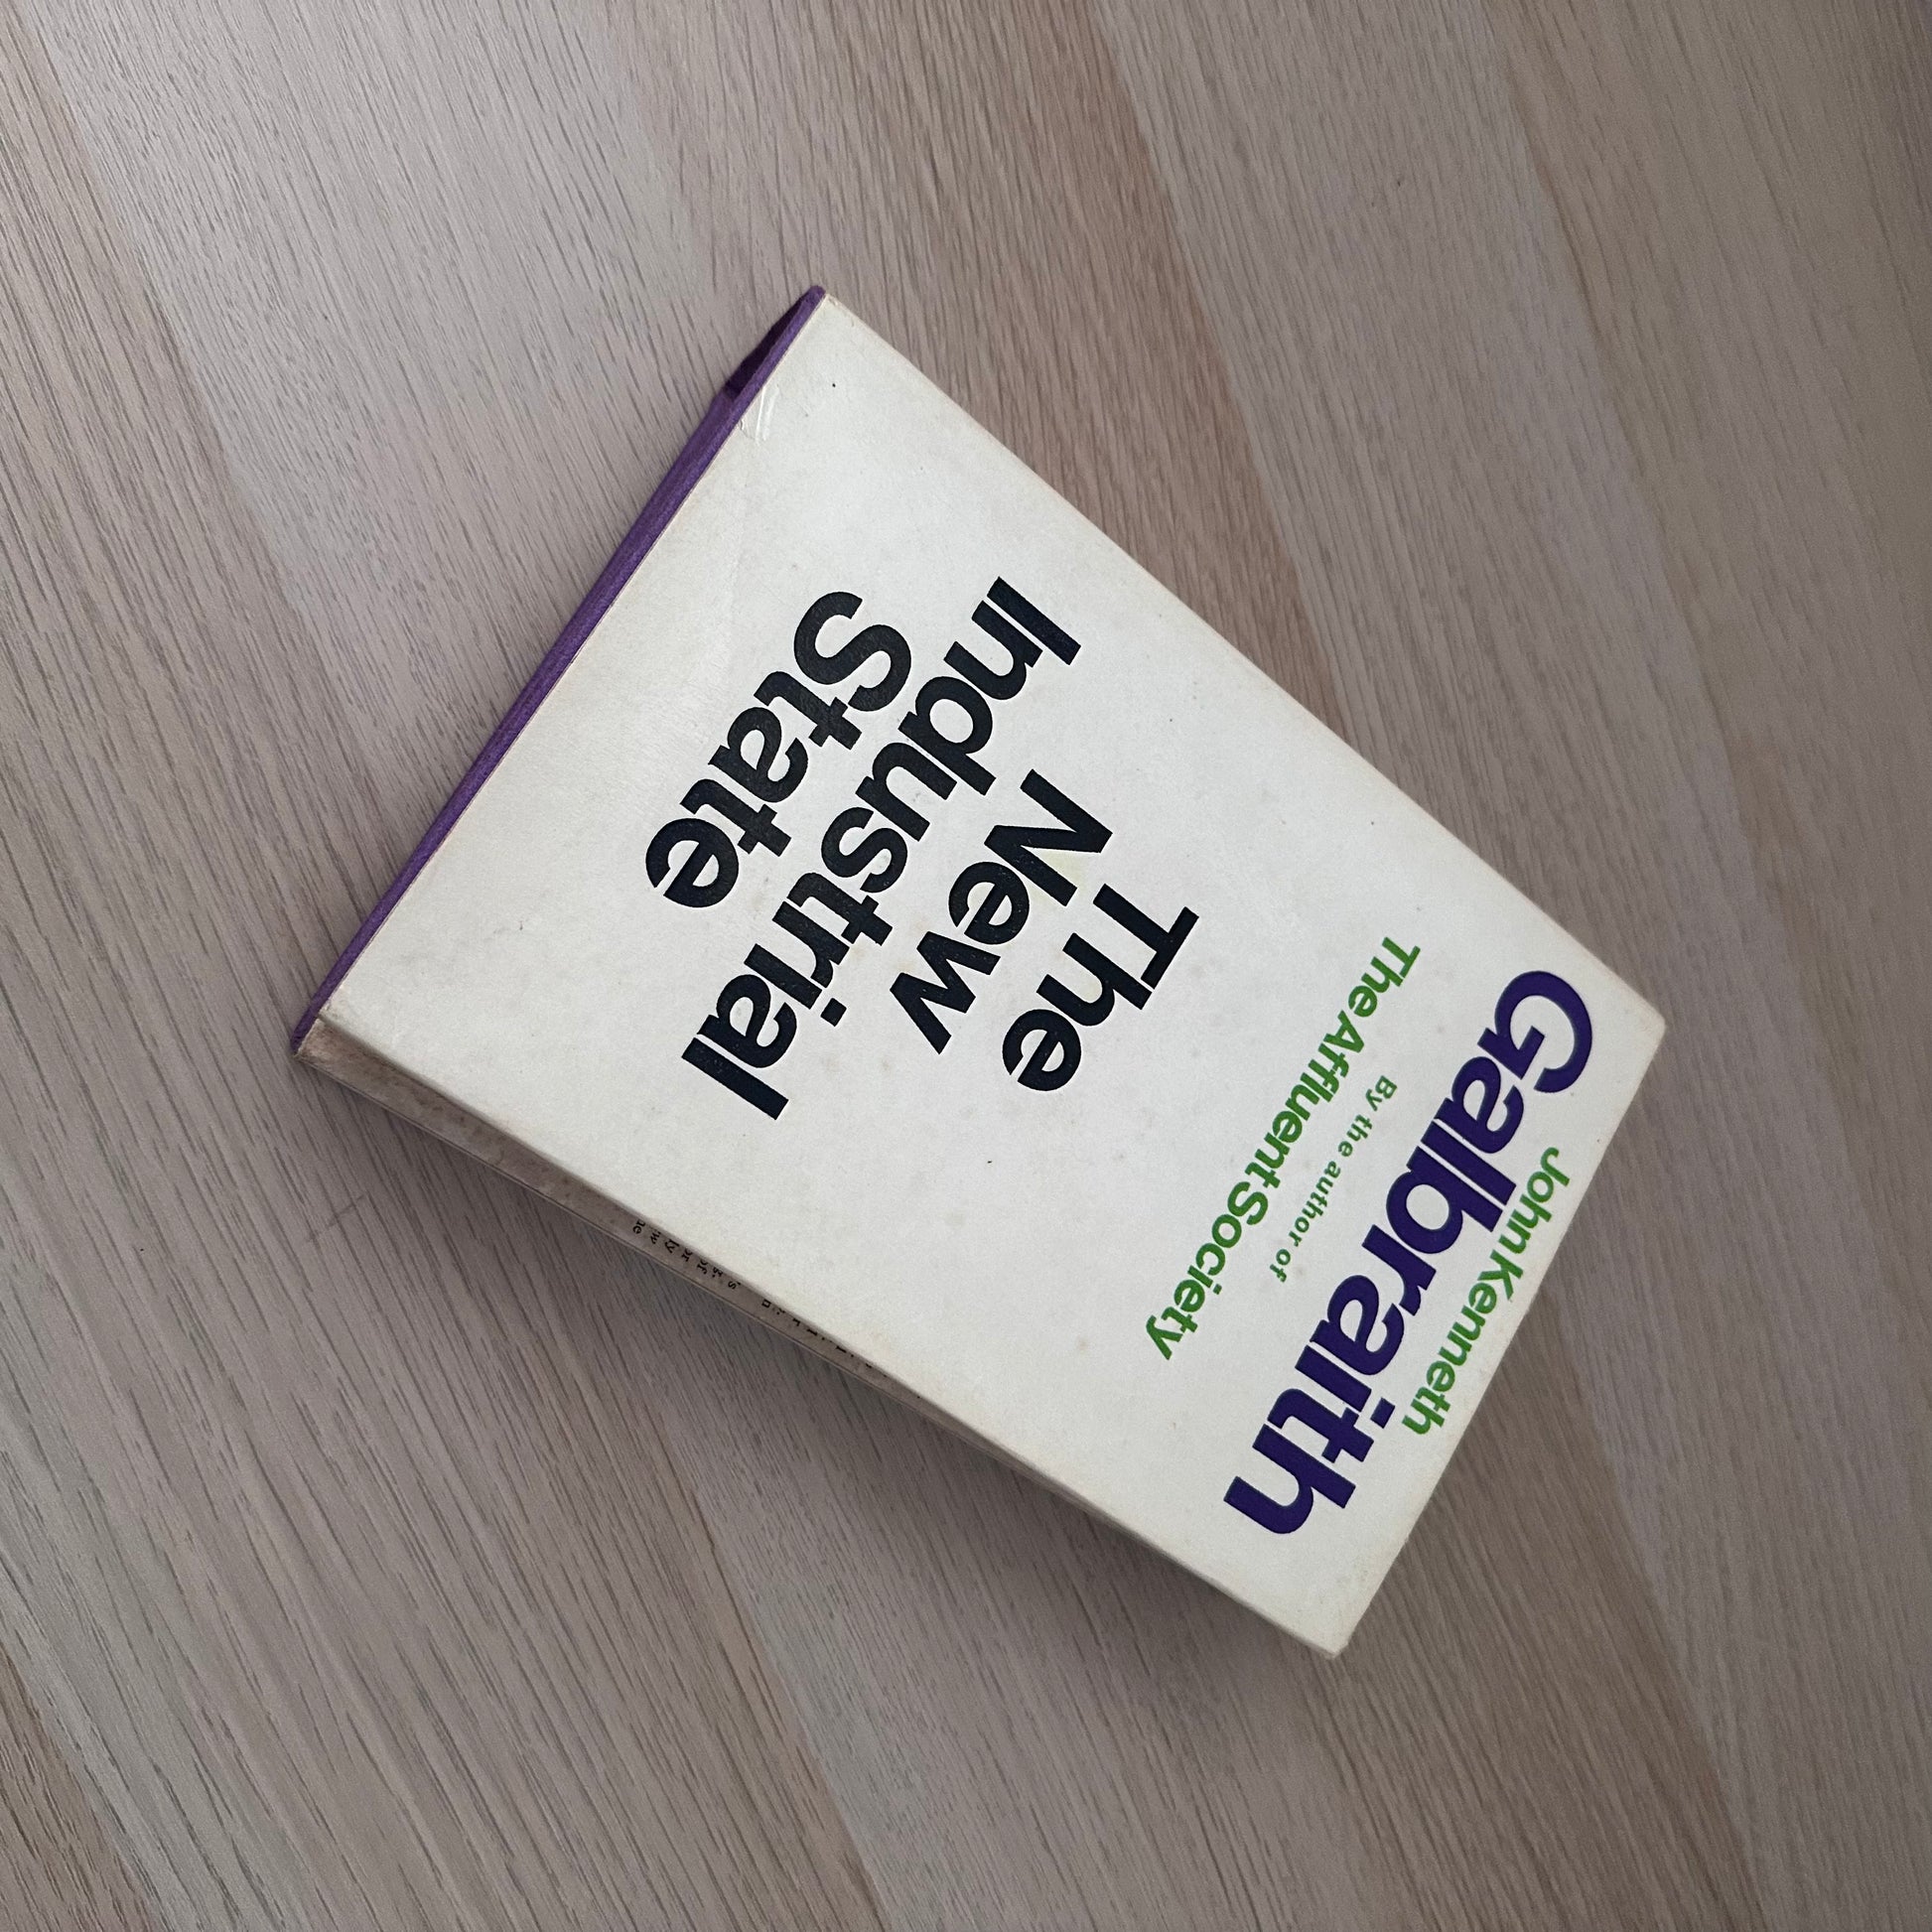 John Kenneth
Galbraith
By the author of
The Affluent Society
The
New
Industrial
State